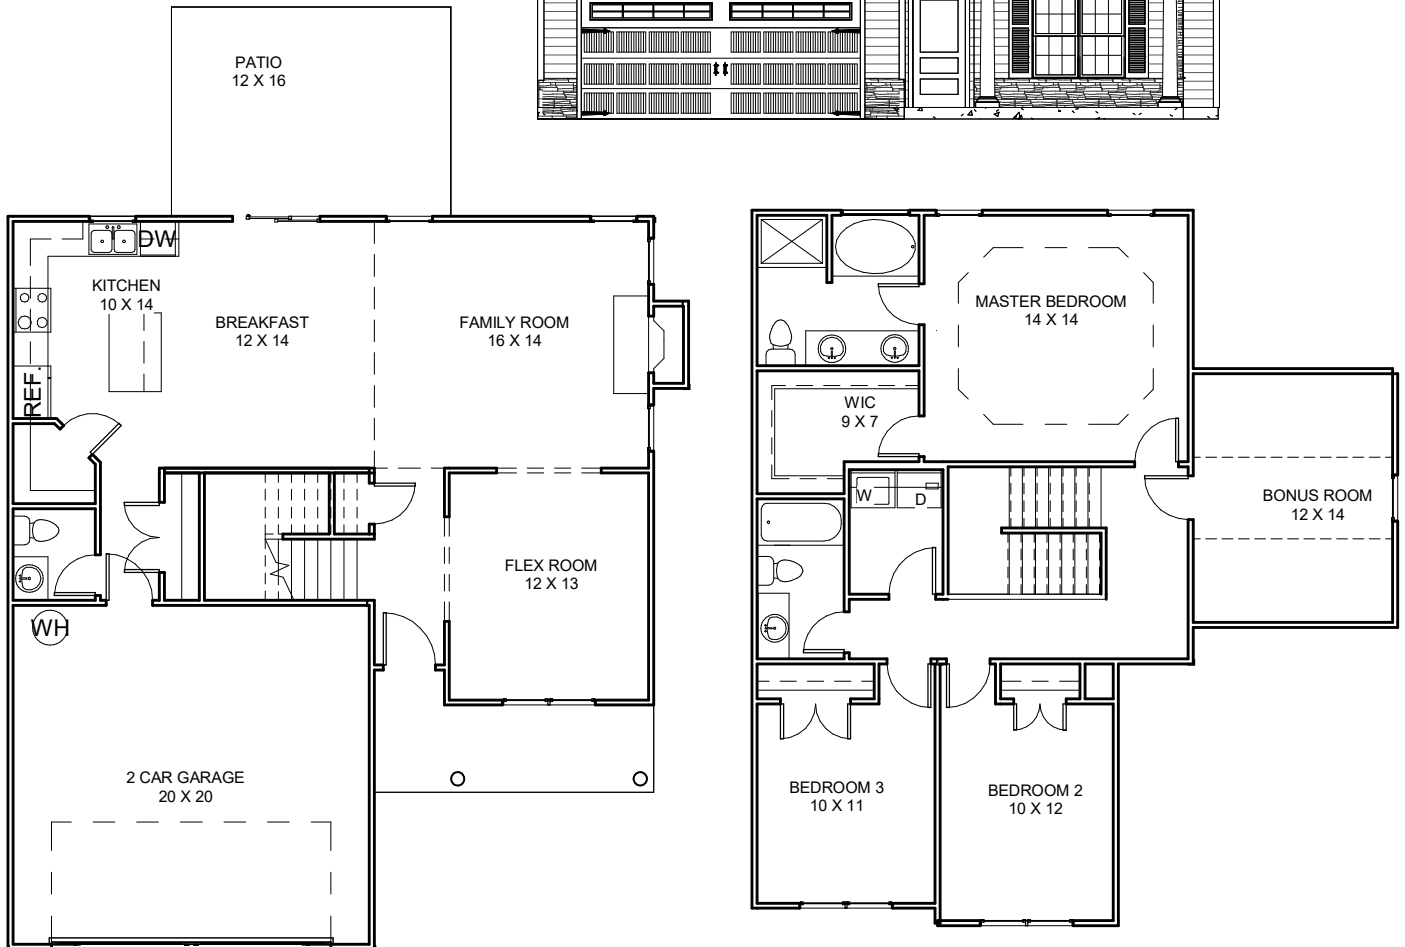 PATIO
12 X 16
DW
KITCHEN
10 X 14
BREAKFAST
12 X 14
FAMILY ROOM
16 X 14
REF.
FLEX ROOM
12 X 13
WH
2 CAR GARAGE
20 X 20
MASTER BEDROOM
14 X 14
WIC
9 X 7
W
D
BONUS ROOM
12 X 14
BEDROOM 3
10 X 11
BEDROOM 2
10 X 12